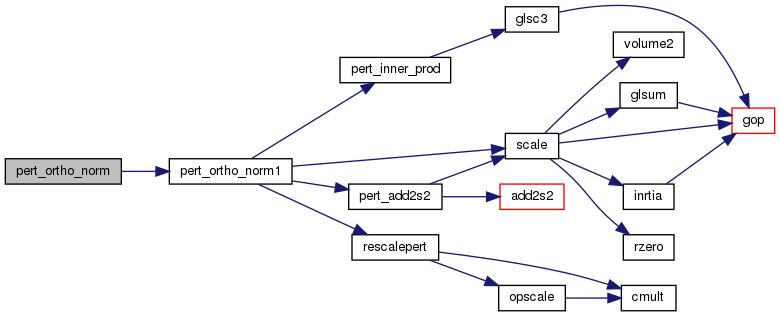 glsc3
volume2
pert_inner_prod
glsum
gop
scale
pert_ortho_norm
pert_ortho_norm1
pert_add2s2
add2s2
inrtia
rescalepert
rzero
opscale
cmult